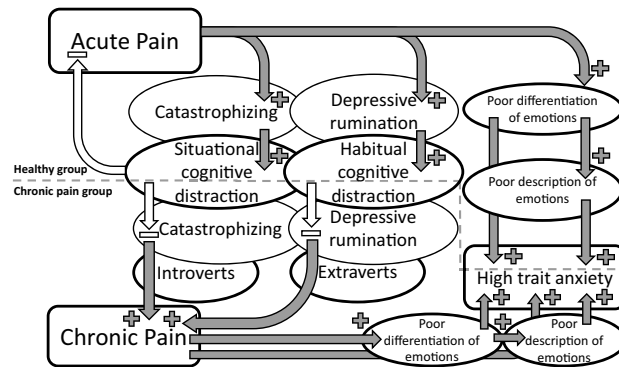 Acute Pain
Catastrophizing
Depressive
rumination
Poor differentiation
of emotions
Situational
cognitive
distraction
Habitual
cognitive
distraction
Healthy group
Chronic pain group
Poor description of
emotions
Catastrophizing
Depressive
rumination
Introverts
Extraverts
High trait anxiety
Chronic Pain
Poor
differentiation of
emotions
Poor
description of
emotions